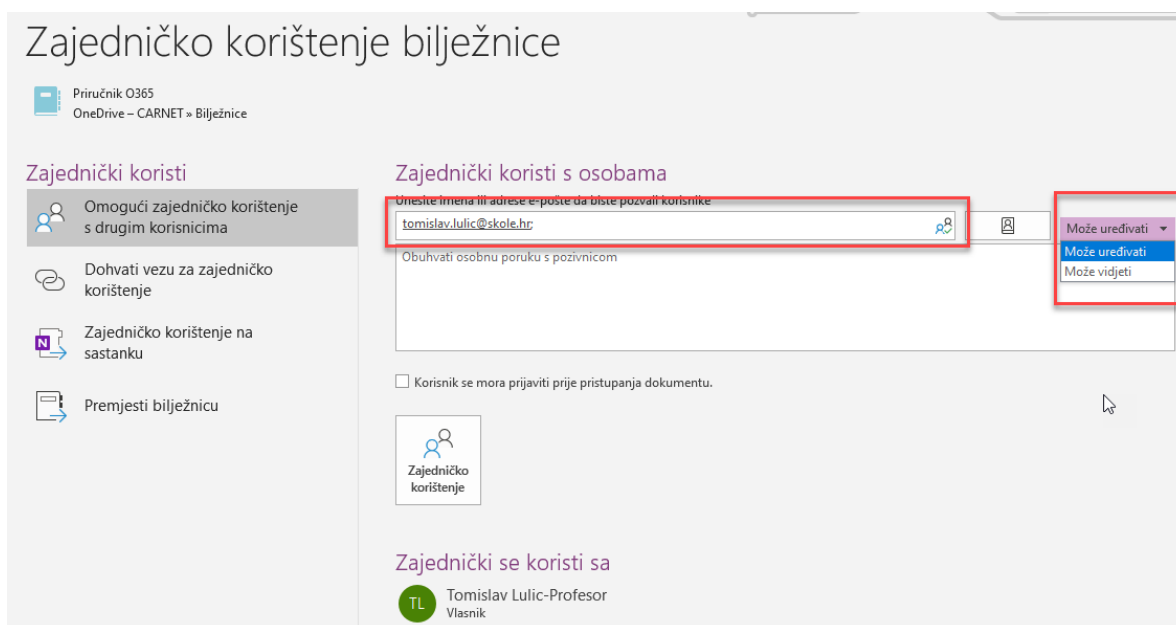 Zajedničko korištenje bilježnice
Priručnik O365
OneDrive – CARNET » Bilježnice
Zajednički koristi
Omogući zajedničko korištenje
s drugim korisnicima
Dohvati vezu za zajedničko
korištenje
Zajedničko korištenje na
sastanku
Premjesti bilježnicu
Zajednički koristi s osobama
Unesite imena ili adrese e-pošte da biste pozvali korisnike
tomislav.lulic@skole.hr;
Može uređivati
Može uređivati
Može vidjeti
Obuhvati osobnu poruku s pozivnicom
Korisnik se mora prijaviti prije pristupanja dokumentu.
Zajedničko
korištenje
Zajednički se koristi sa
TL
Tomislav Lulic-Profesor
Vlasnik